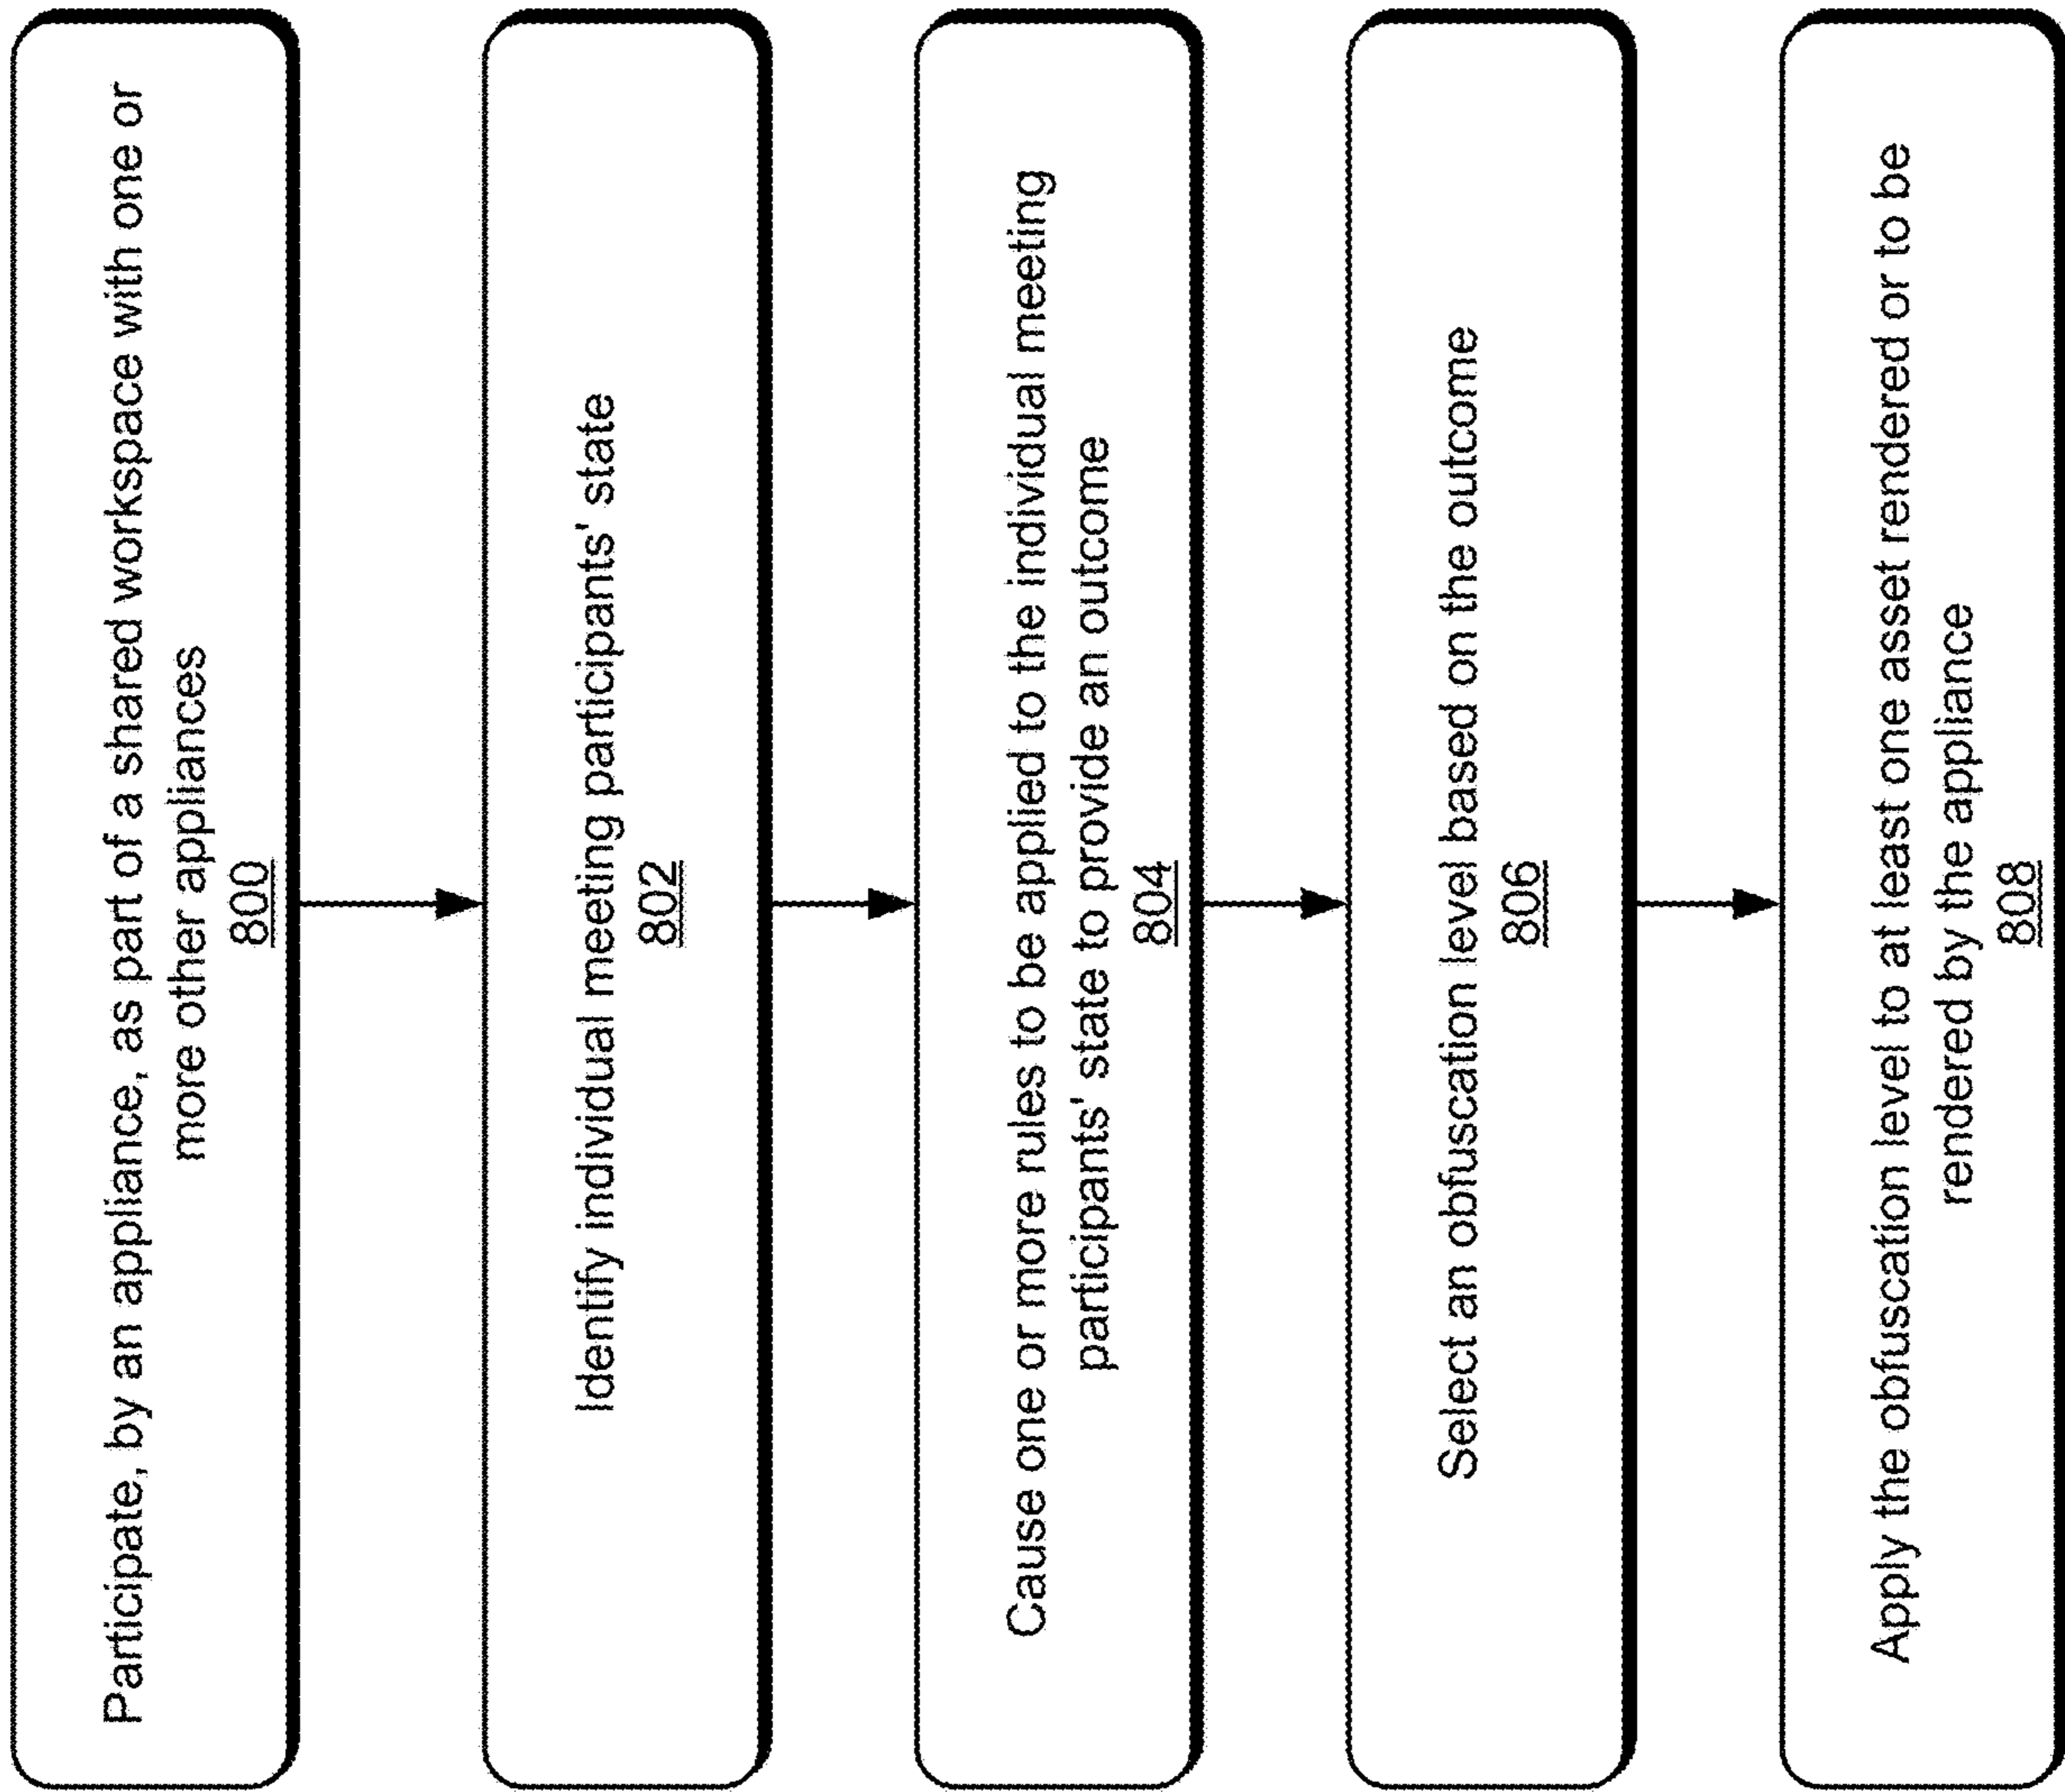 Participate, by an appliance, as part of a shared workspace with one or
more other appliances
800
Identify individual meeting participants' state
802
Cause one or more rules to be applied to the individual meeting
participants' state to provide an outcome
804
Select an obfuscation level based on the outcome
806
Apply the obfuscation level to at least one asset rendered or to be
rendered by the appliance
808